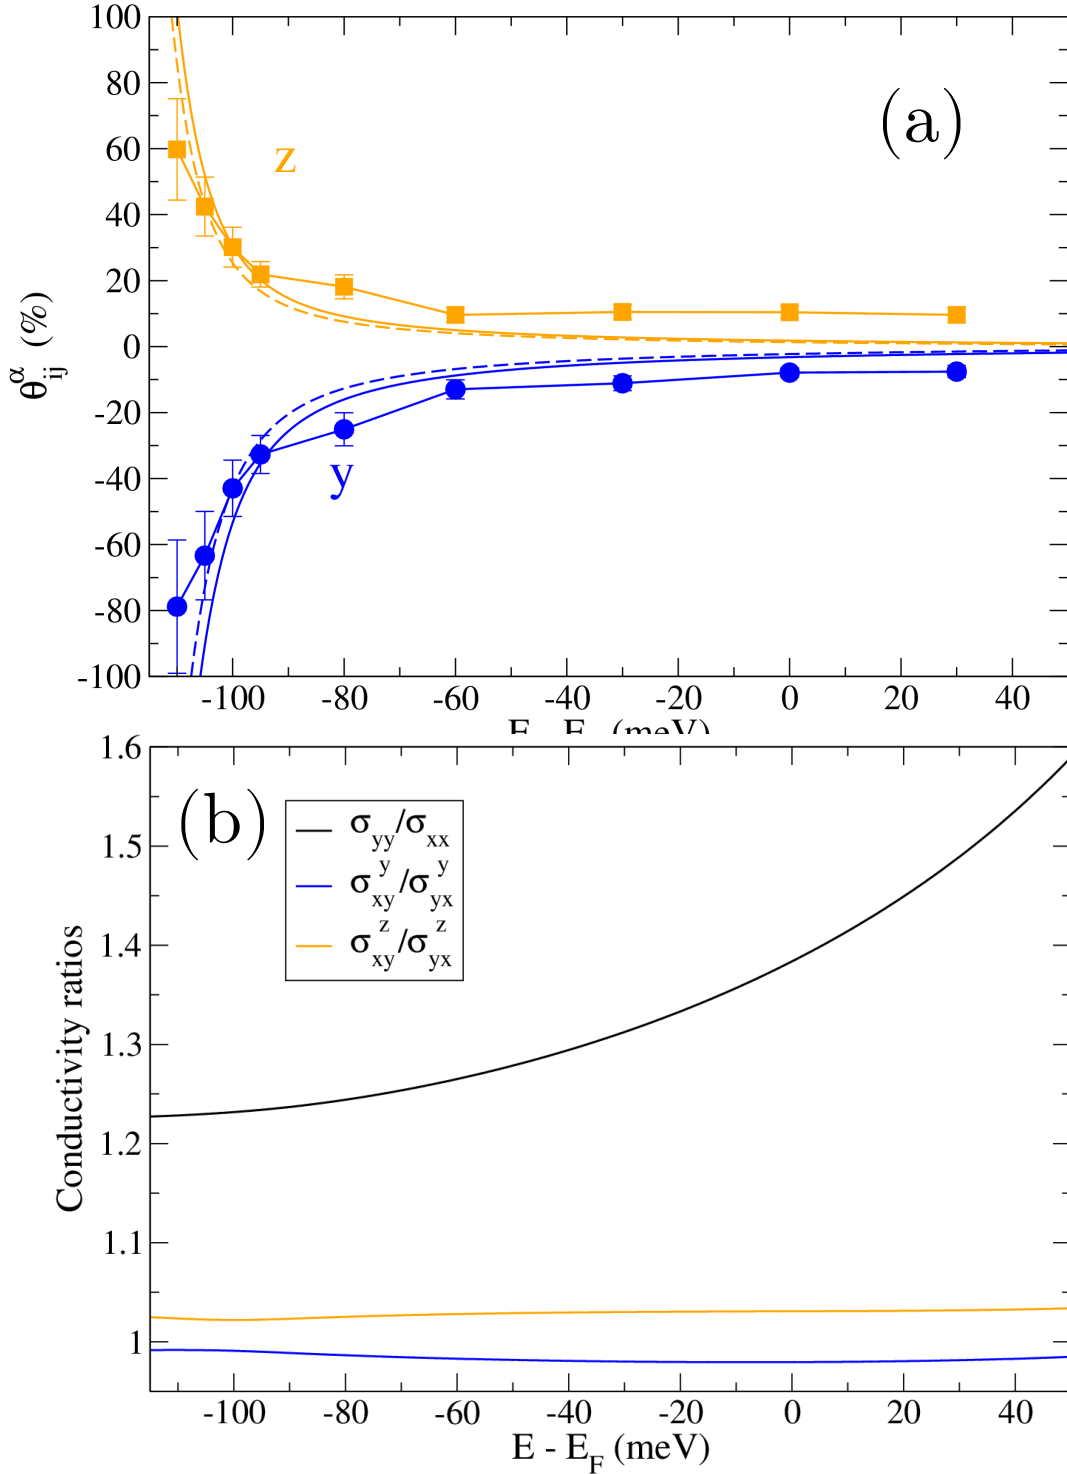 100
80
60
40
20
0
-20
-40
-60
-80
-100
θ^α_ij (%)
(a)
z
y
-100 -80 -60 -40 -20 0 20 40
E - E (meV)
1.6
1.5
1.4
1.3
1.2
1.1
1
Conductivity ratios
(b)
σ_yy/σ_xx
σ^y_xy/σ^y_yx
σ^z_xy/σ^z_yx
-100 -80 -60 -40 -20 0 20 40
E - E_F (meV)